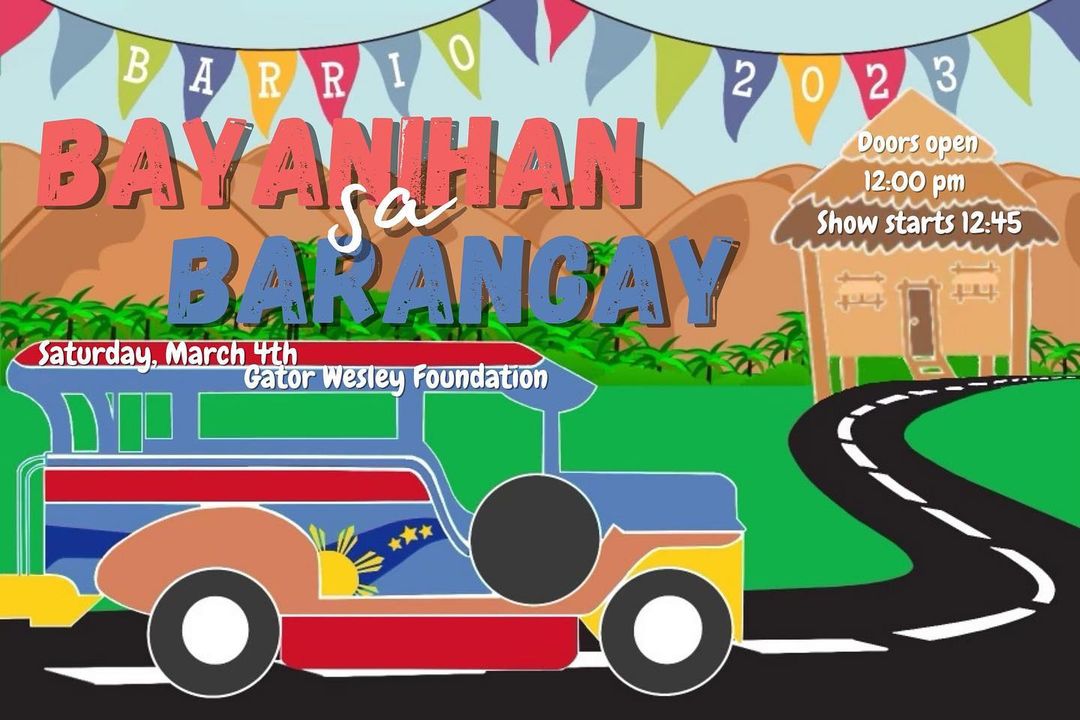 BARRIO 2023
BAYANIHAN
sa
BARANGAY
Doors open
12:00 pm
Show starts 12:45
Saturday, March 4th
Gator Wesley Foundation